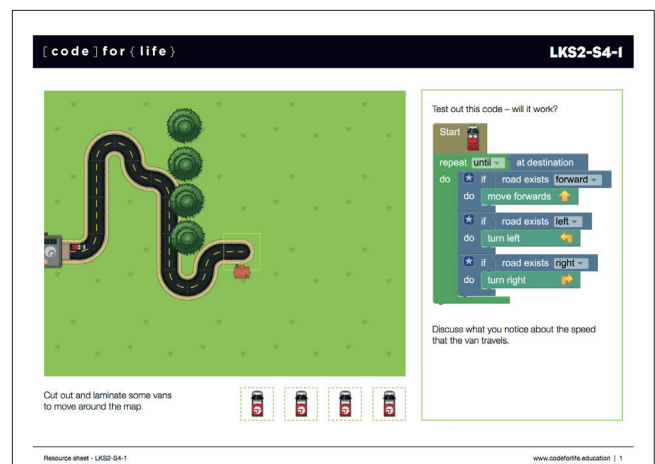 [code]for{life}
LKS2-S4-1
Test out this code – will it work?
Start
repeat until at destination
do if road exists forward
do move forwards
if road exists left
do turn left
if road exists right
do turn right
Discuss what you notice about the speed
that the van travels.
Cut out and laminate some vans
to move around the map
Resource sheet - LKS2-S4-1
www.codeforlife.education | 1